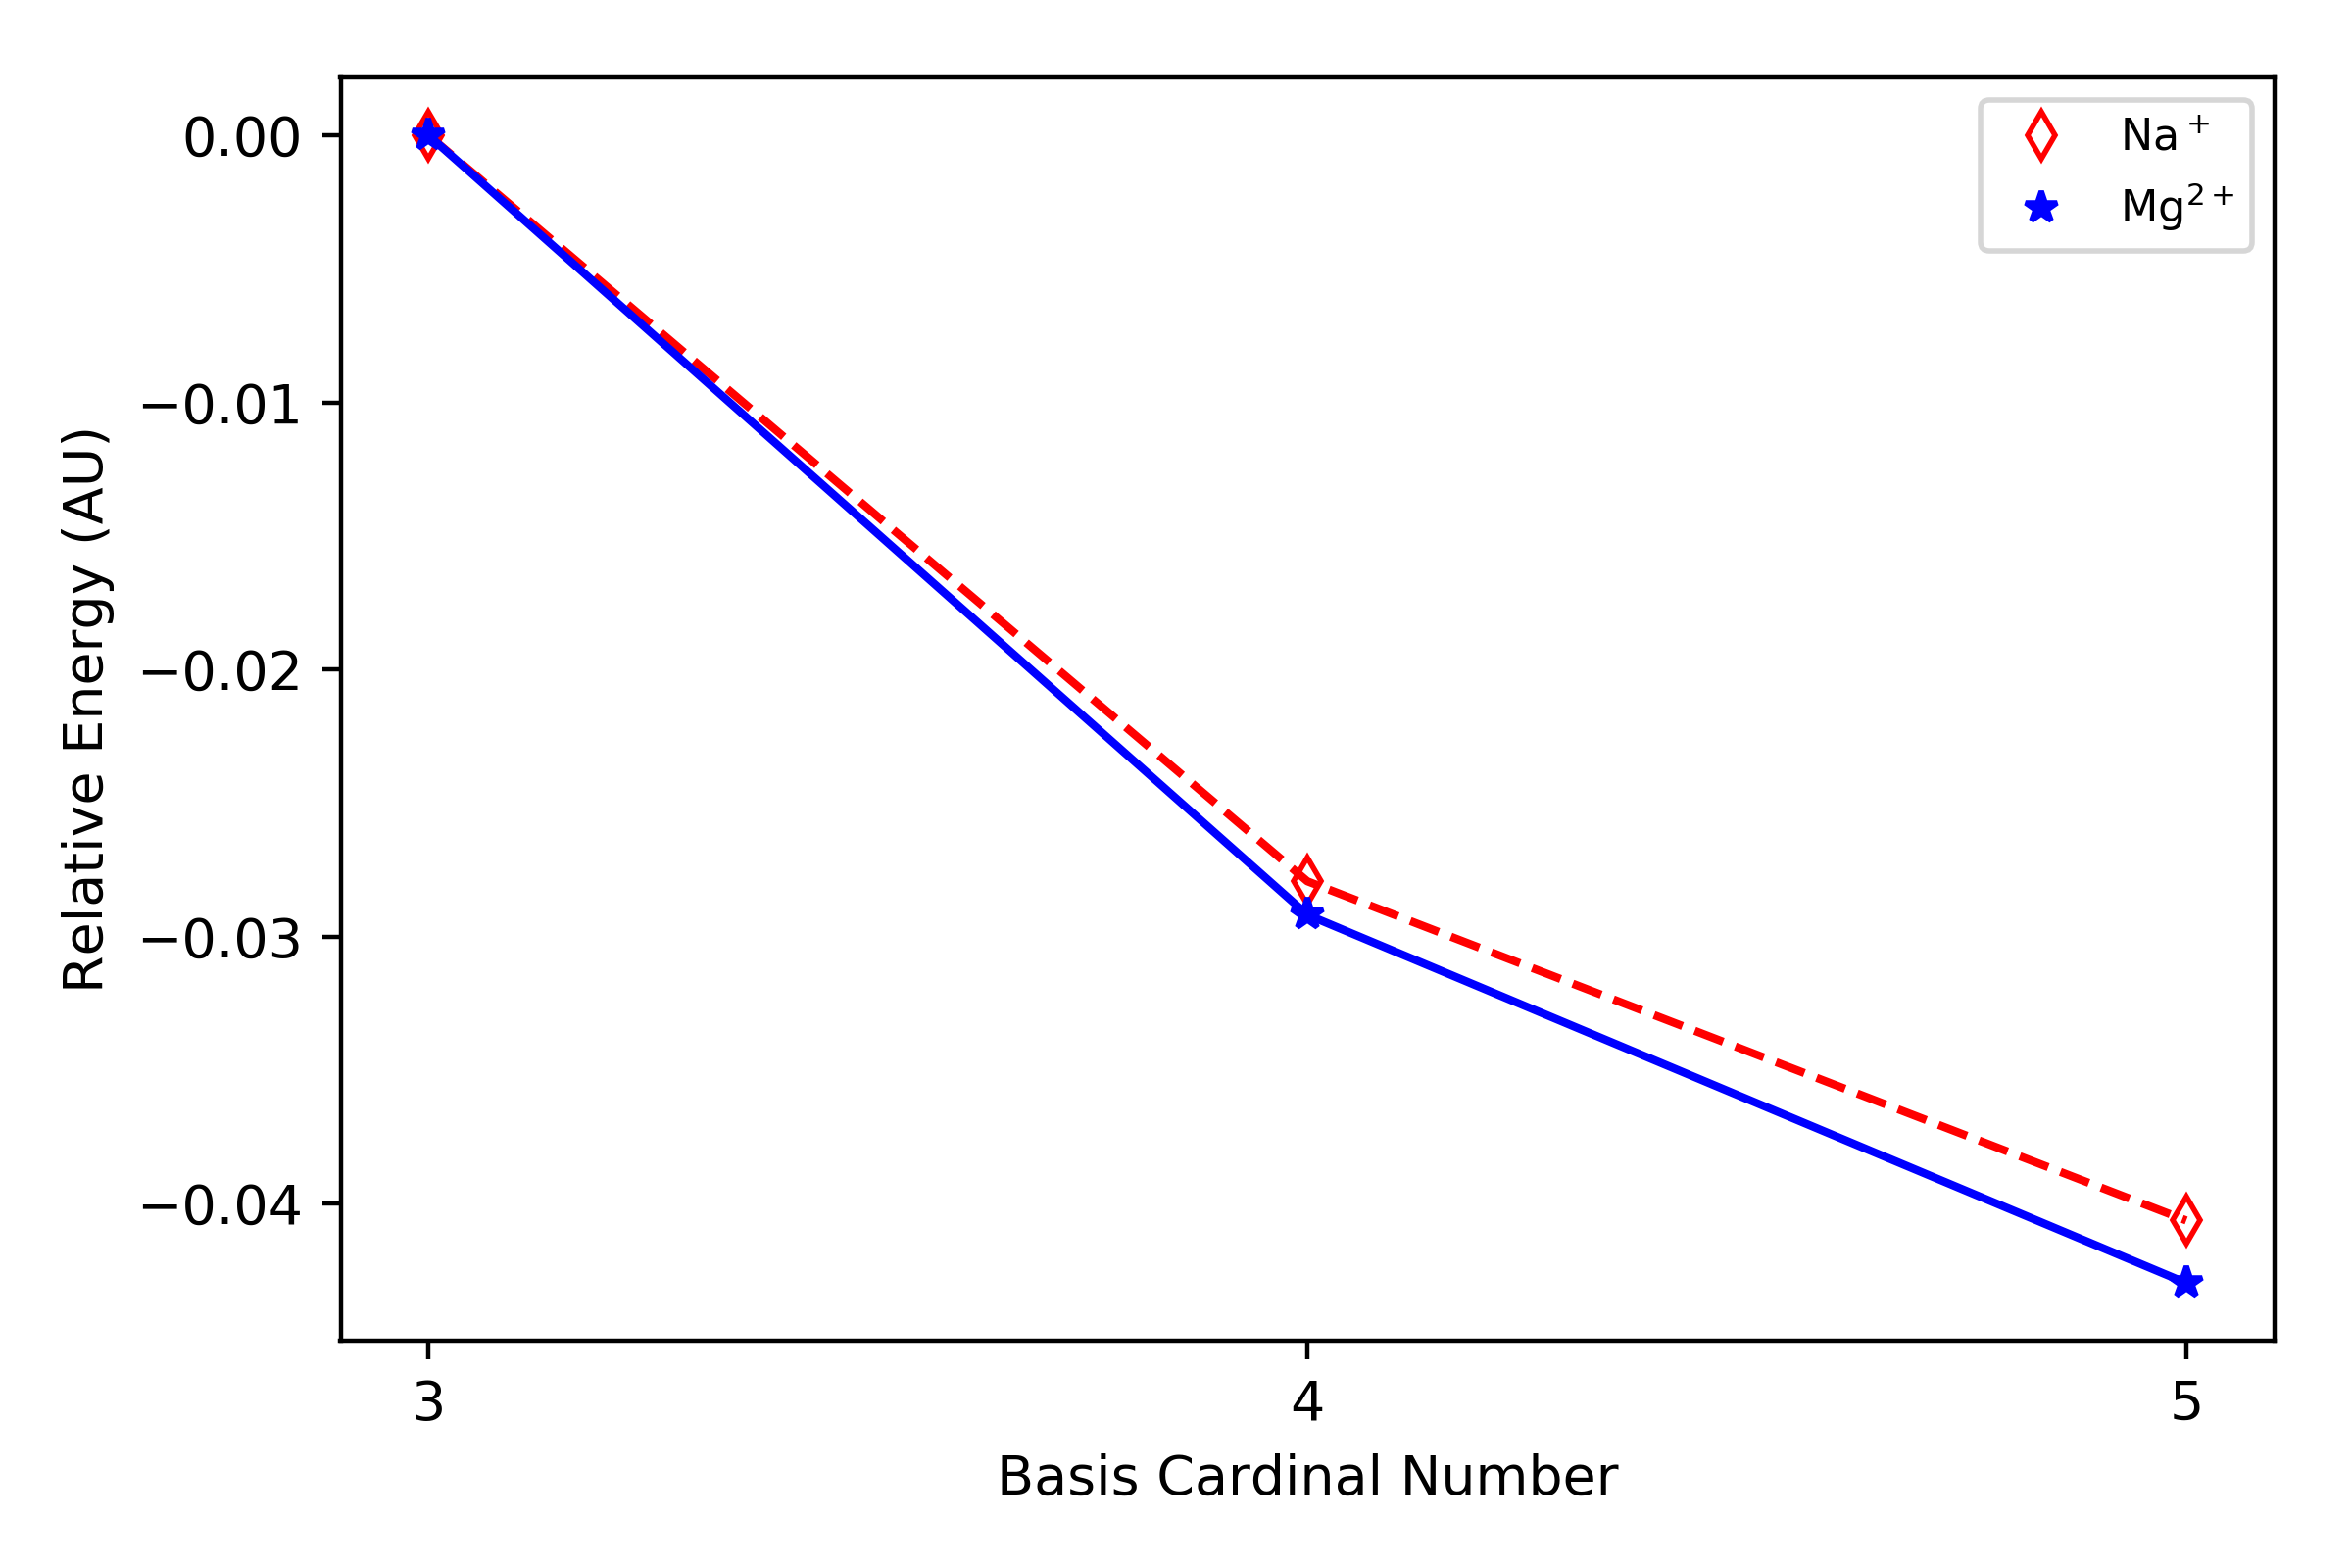 0.00
−0.01
−0.02
−0.03
−0.04
Relative Energy (AU)
3 4 5
Basis Cardinal Number
Na⁺
Mg²⁺